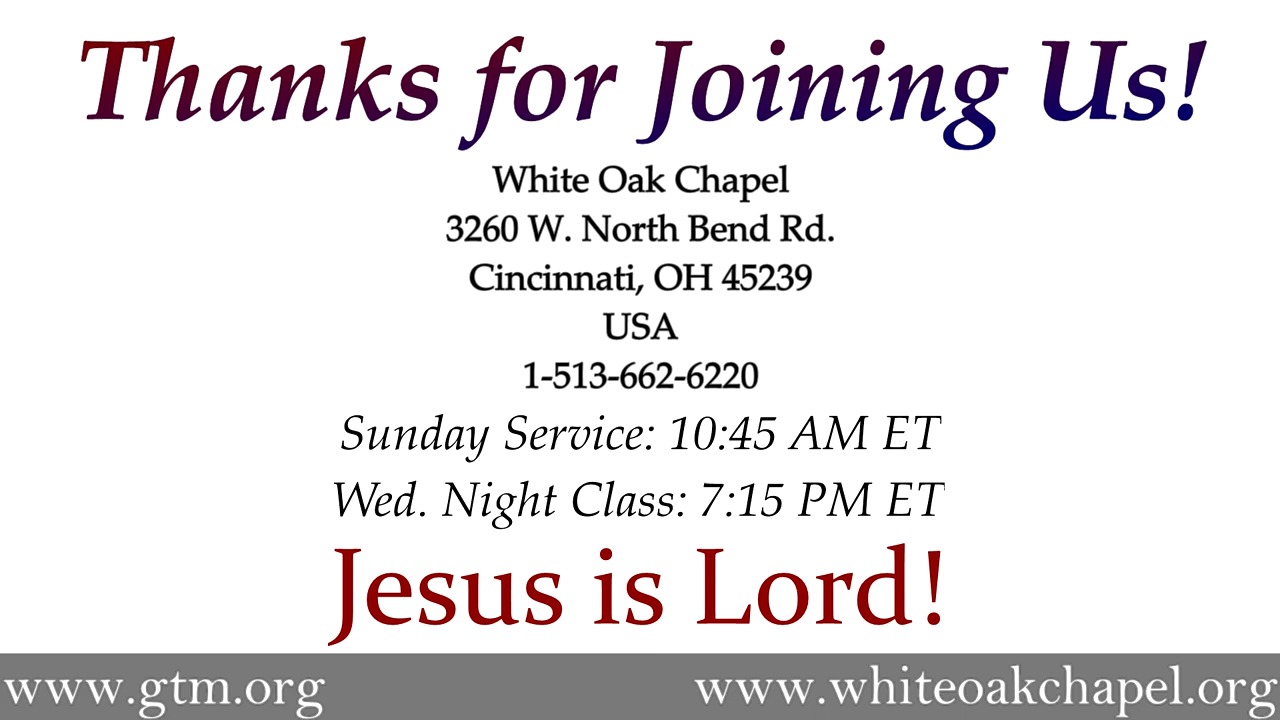 Thanks for Joining Us!
White Oak Chapel
3260 W. North Bend Rd.
Cincinnati, OH 45239
USA
1-513-662-6220
Sunday Service: 10:45 AM ET
Wed. Night Class: 7:15 PM ET
Jesus is Lord!
www.gtm.org www.whiteoakchapel.org